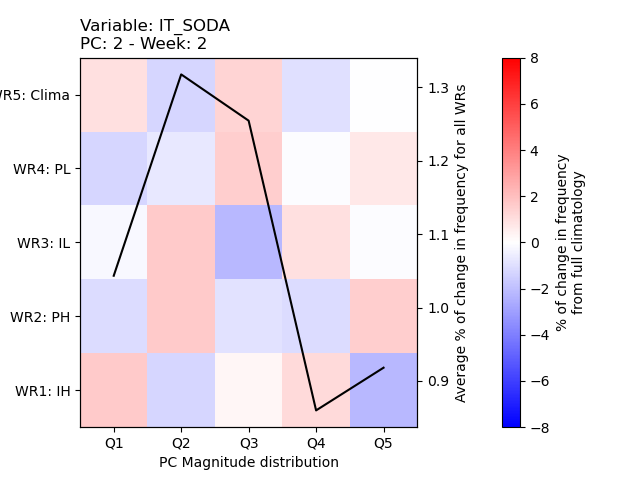 Variable: IT_SODA
PC: 2 - Week: 2
WR5: Clima
WR4: PL
WR3: IL
WR2: PH
WR1: IH
Q1 Q2 Q3 Q4 Q5
PC Magnitude distribution
1.3
1.2
1.1
1.0
0.9
Average % of change in frequency for all WRs
8
6
4
2
0
−2
−4
−6
−8
% of change in frequency
from full climatology